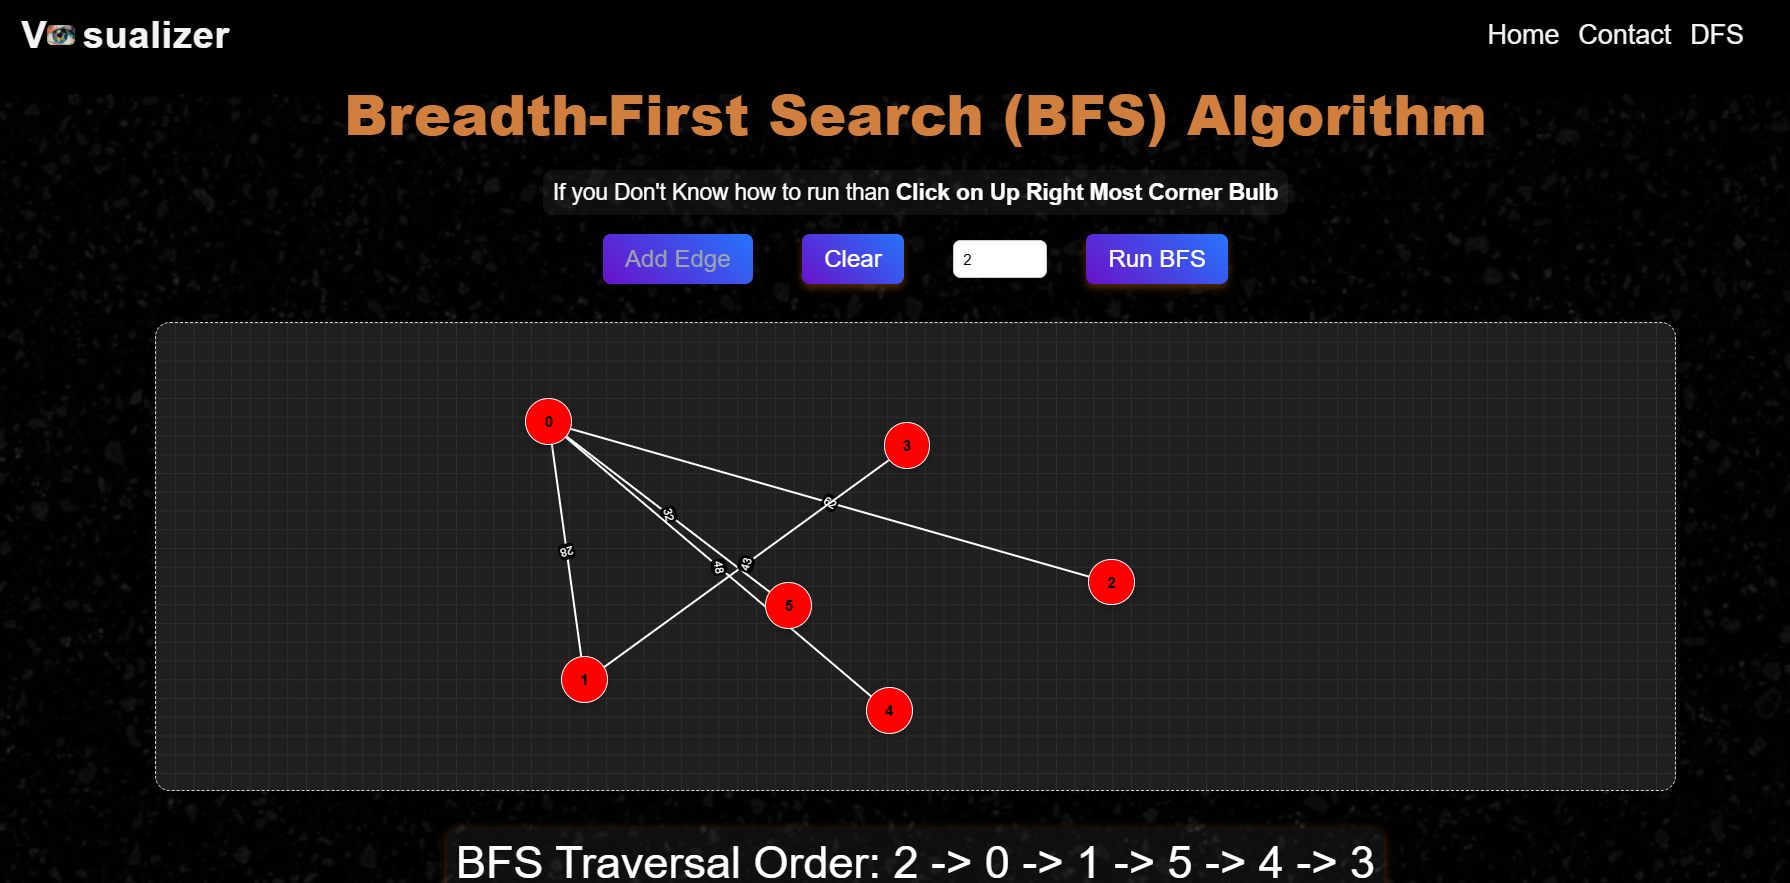 V sualizer
Home Contact DFS
Breadth-First Search (BFS) Algorithm
If you Don't Know how to run than Click on Up Right Most Corner Bulb
Add Edge Clear 2 Run BFS
0
3
62
32
28
48 43
2
5
1
4
BFS Traversal Order: 2 -> 0 -> 1 -> 5 -> 4 -> 3